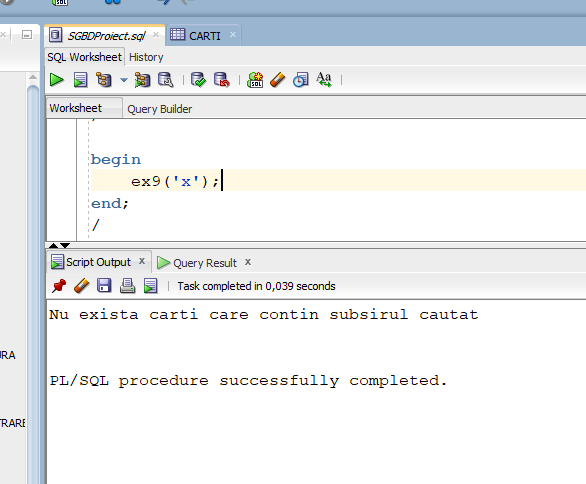 SGBDProiect.sql
CARTI
SQL Worksheet History
Worksheet Query Builder
begin
ex9('x');
end;
/
Script Output x Query Result x
Task completed in 0,039 seconds
Nu exista carti care contin subsirul cautat
URA
PL/SQL procedure successfully completed.
TRARE